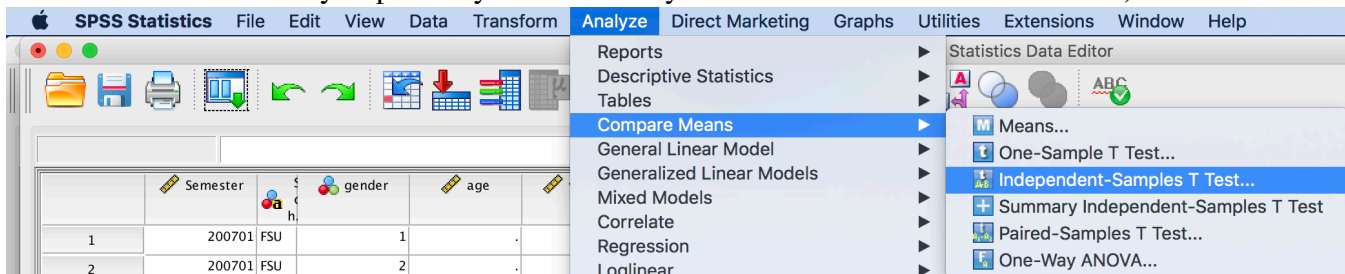 SPSS Statistics File Edit View Data Transform Analyze Direct Marketing Graphs Utilities Extensions Window Help
Reports
Statistics Data Editor
Descriptive Statistics
Tables
Compare Means
General Linear Model
Generalized Linear Models
Mixed Models
Correlate
Regression
Loglinear
Means...
One-Sample T Test...
Independent-Samples T Test...
Summary Independent-Samples T Test
Paired-Samples T Test...
One-Way ANOVA...
Semester gender age
1 200701 FSU 1 .
2 200701 FSU 2 .